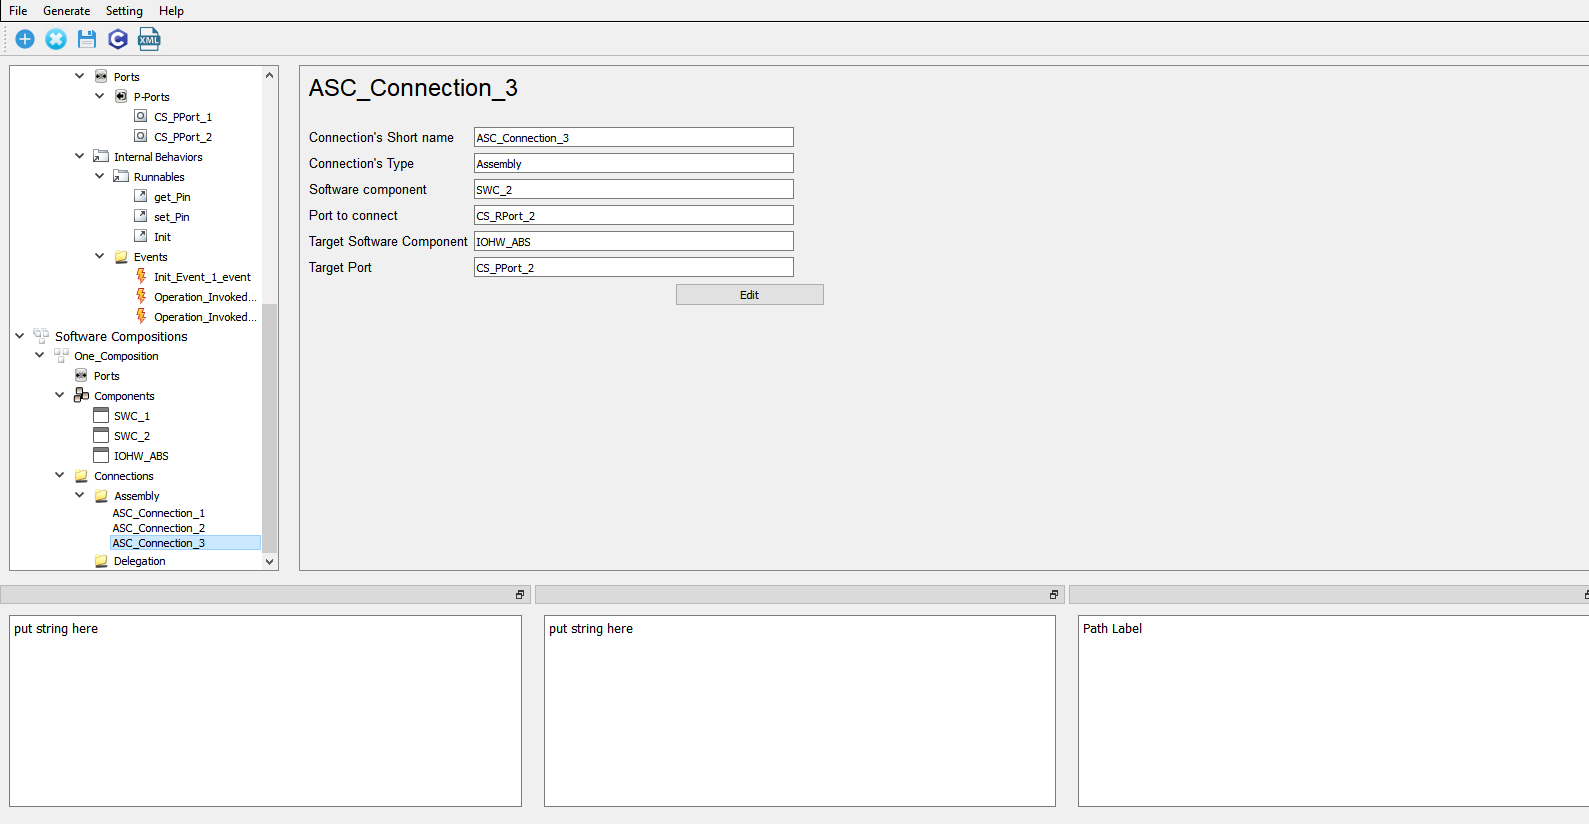 File Generate Setting Help
XML
Ports
P-Ports
CS_PPort_1
CS_PPort_2
Internal Behaviors
Runnables
get_Pin
set_Pin
Init
Events
Init_Event_1_event
Operation_Invoked...
Operation_Invoked...
Software Compositions
One_Composition
Ports
Components
SWC_1
SWC_2
IOHW_ABS
Connections
Assembly
ASC_Connection_1
ASC_Connection_2
ASC_Connection_3
Delegation
ASC_Connection_3
Connection's Short name ASC_Connection_3
Connection's Type Assembly
Software component SWC_2
Port to connect CS_RPort_2
Target Software Component IOHW_ABS
Target Port CS_PPort_2
Edit
put string here
put string here
Path Label